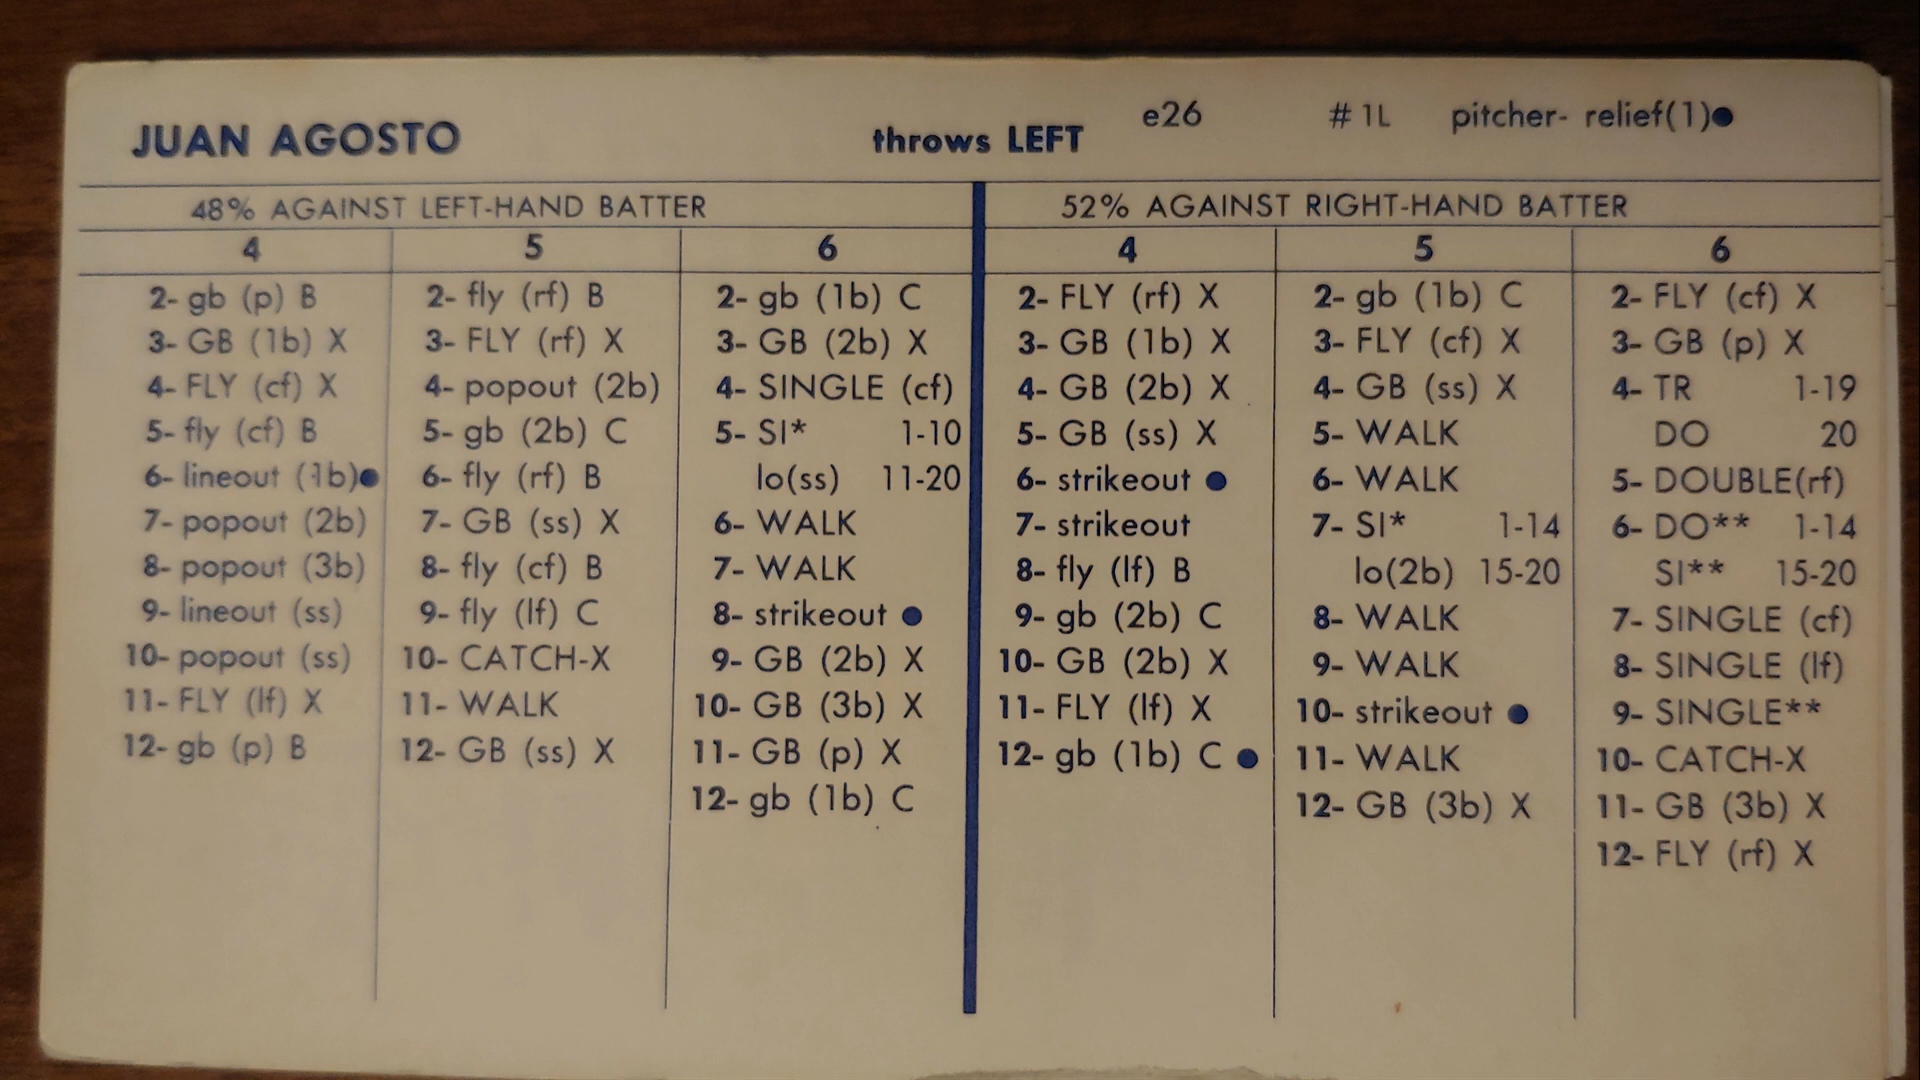 JUAN AGOSTO throws LEFT e26 # 1L pitcher- relief(1)●
48% AGAINST LEFT-HAND BATTER
4
2- gb (p) B
3- GB (1b) X
4- FLY (cf) X
5- fly (cf) B
6- lineout (1b)●
7- popout (2b)
8- popout (3b)
9- lineout (ss)
10- popout (ss)
11- FLY (lf) X
12- gb (p) B
5
2- fly (rf) B
3- FLY (rf) X
4- popout (2b)
5- gb (2b) C
6- fly (rf) B
7- GB (ss) X
8- fly (cf) B
9- fly (lf) C
10- CATCH-X
11- WALK
12- GB (ss) X
6
2- gb (1b) C
3- GB (2b) X
4- SINGLE (cf)
5- SI* 1-10
lo(ss) 11-20
6- WALK
7- WALK
8- strikeout ●
9- GB (2b) X
10- GB (3b) X
11- GB (p) X
12- gb (1b) C
52% AGAINST RIGHT-HAND BATTER
4
2- FLY (rf) X
3- GB (1b) X
4- GB (2b) X
5- GB (ss) X
6- strikeout ●
7- strikeout
8- fly (lf) B
9- gb (2b) C
10- GB (2b) X
11- FLY (lf) X
12- gb (1b) C ●
5
2- gb (1b) C
3- FLY (cf) X
4- GB (ss) X
5- WALK
6- WALK
7- SI* 1-14
lo(2b) 15-20
8- WALK
9- WALK
10- strikeout ●
11- WALK
12- GB (3b) X
6
2- FLY (cf) X
3- GB (p) X
4- TR 1-19
DO 20
5- DOUBLE(rf)
6- DO** 1-14
SI** 15-20
7- SINGLE (cf)
8- SINGLE (lf)
9- SINGLE**
10- CATCH-X
11- GB (3b) X
12- FLY (rf) X